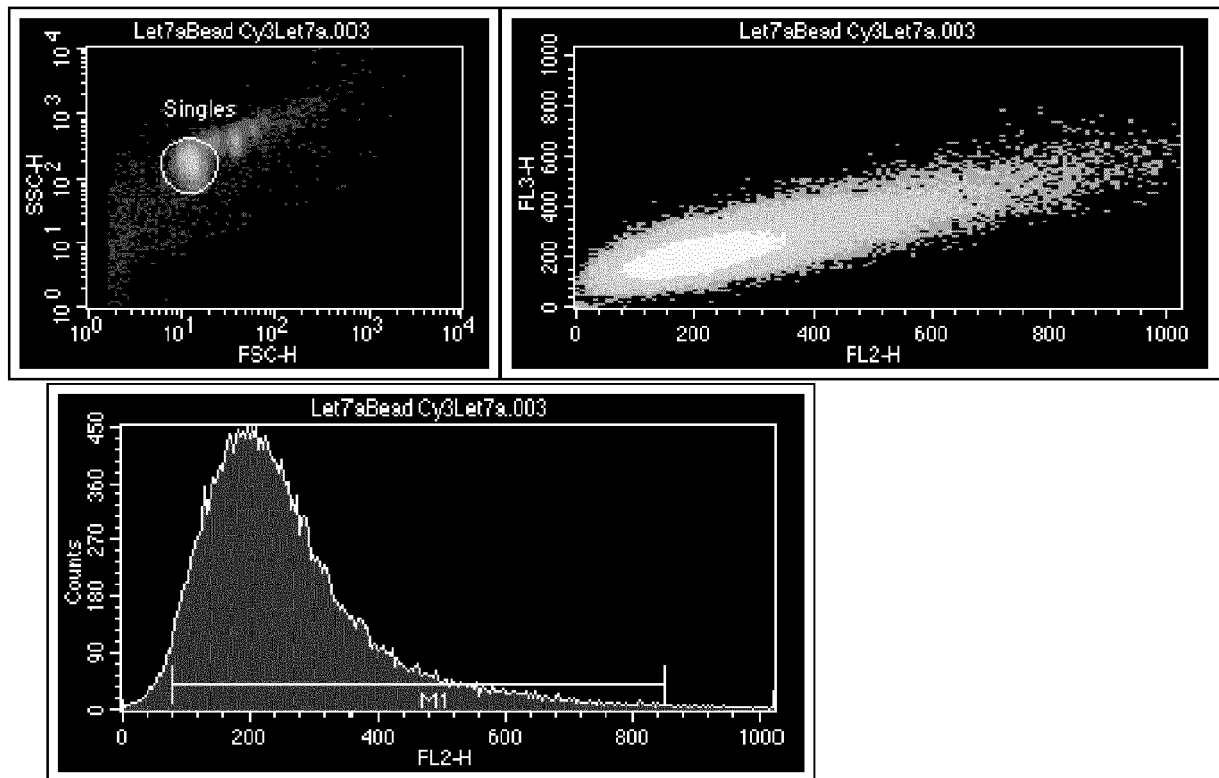 Let7aBead Cy3Let7a.003
10^4
10^3
10^2
10^1
10^0
SSC-H
Singles
10^0 10^1 10^2 10^3 10^4
FSC-H
Let7aBead Cy3Let7a.003
1000
800
600
400
200
0
FL3-H
0 200 400 600 800 1000
FL2-H
Let7aBead Cy3Let7a.003
450
360
270
180
90
0
Counts
M1
0 200 400 600 800 1000
FL2-H